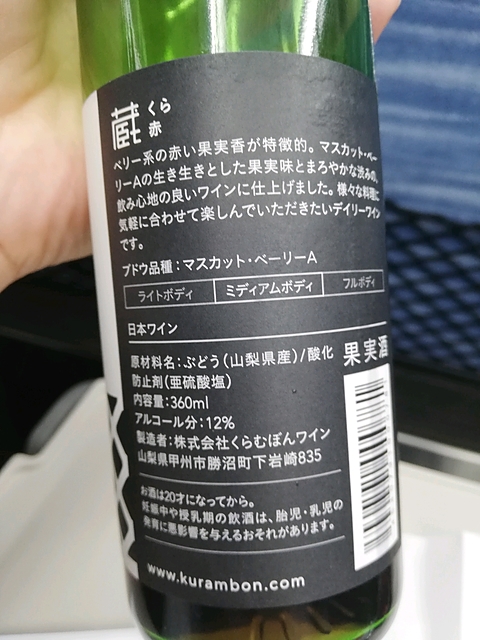 蔵 くら
赤
ベリー系の赤い果実香が特徴的。マスカット・ベー
リーAの生き生きとした果実味とまろやかな渋みの、
飲み心地の良いワインに仕上げました。様々な料理に
気軽に合わせて楽しんでいただきたいデイリーワイン
です。
ブドウ品種：マスカット・ベーリーA
ライトボディ ミディアムボディ フルボディ
日本ワイン
果実酒
原材料名：ぶどう(山梨県産)/酸化
防止剤(亜硫酸塩)
内容量：360ml
アルコール分：12%
製造者：株式会社くらむぼんワイン
山梨県甲州市勝沼町下岩崎835
お酒は20才になってから。
妊娠中や授乳期の飲酒は、胎児・乳児の
発育に悪影響を与えるおそれがあります。
www.kurambon.com